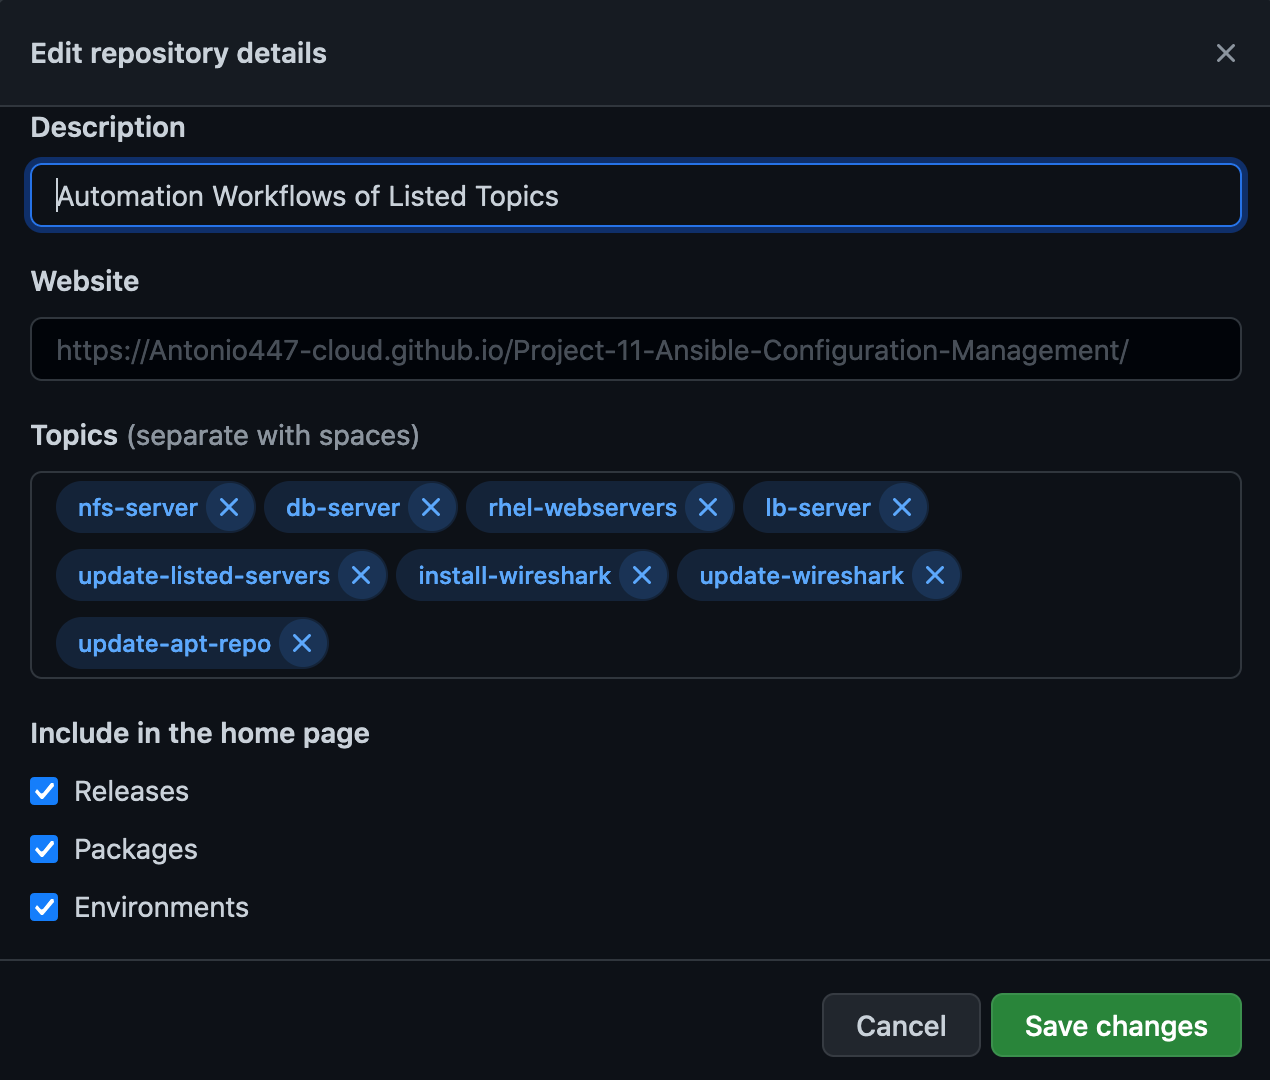 Edit repository details
Description
Automation Workflows of Listed Topics
Website
https://Antonio447-cloud.github.io/Project-11-Ansible-Configuration-Management/
Topics (separate with spaces)
nfs-server db-server rhel-webservers lb-server
update-listed-servers install-wireshark update-wireshark
update-apt-repo
Include in the home page
Releases
Packages
Environments
Cancel Save changes